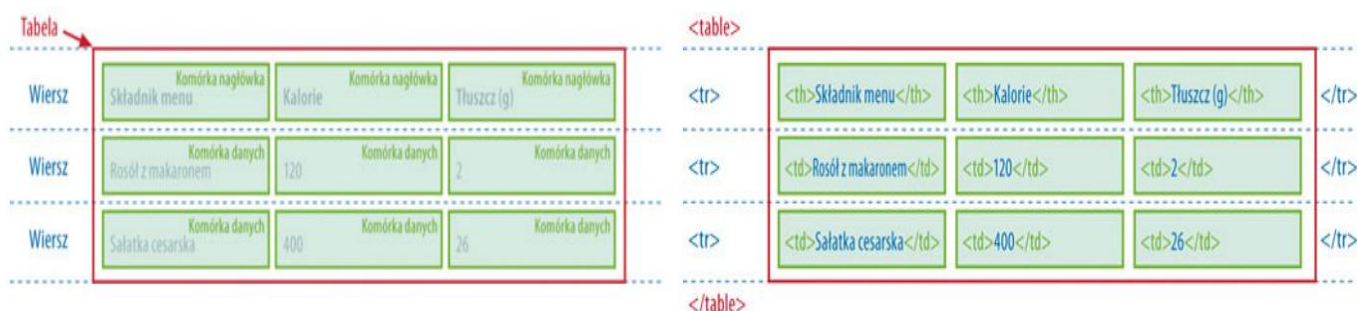 Tabela
Wiersz
Komórka nagłówka Komórka nagłówka Komórka nagłówka
Składnik menu Kalorie Tłuszcz (g)
Wiersz
Komórka danych Komórka danych Komórka danych
Rosół z makaronem 120 2
Wiersz
Komórka danych Komórka danych Komórka danych
Sałatka cesarska 400 26
<table>
<tr> <th>Składnik menu</th> <th>Kalorie</th> <th>Tłuszcz (g)</th> </tr>
<tr> <td>Rosół z makaronem</td> <td>120</td> <td>2</td> </tr>
<tr> <td>Sałatka cesarska</td> <td>400</td> <td>26</td> </tr>
</table>